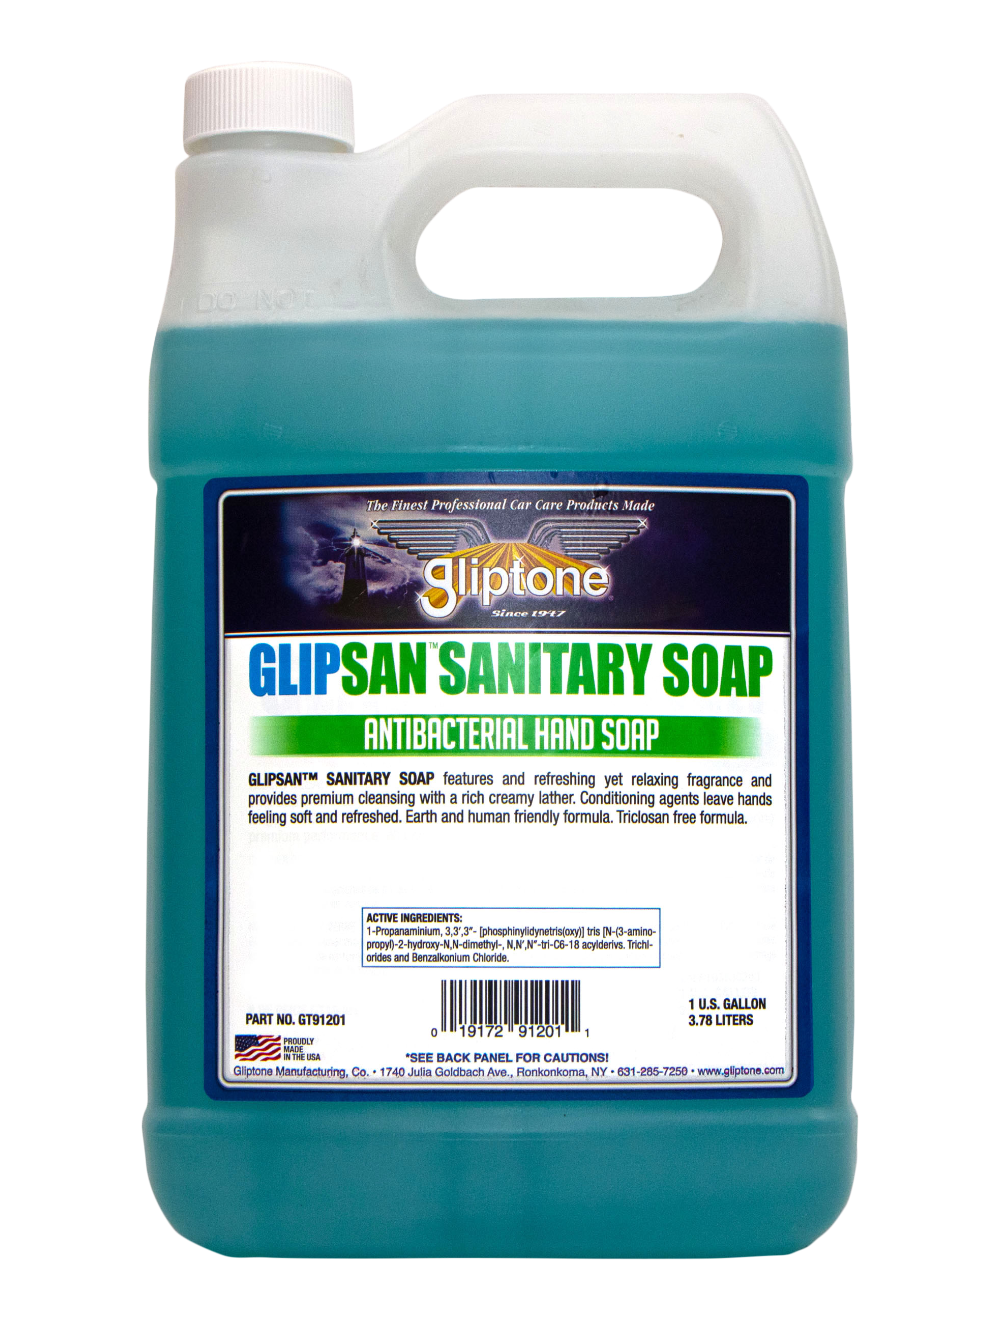 DO NOT
The Finest Professional Car Care Products Made
gliptone
Since 1947
GLIPSAN™ SANITARY SOAP
ANTIBACTERIAL HAND SOAP
GLIPSAN™ SANITARY SOAP features and refreshing yet relaxing fragrance and
provides premium cleansing with a rich creamy lather. Conditioning agents leave hands
feeling soft and refreshed. Earth and human friendly formula. Triclosan free formula.
ACTIVE INGREDIENTS:
1-Propanaminium, 3,3',3"- [phosphinylidynetris(oxy)] tris [N-(3-amino-
propyl)-2-hydroxy-N,N-dimethyl-, N,N',N"-tri-C6-18 acylderivs. Trichl-
orides and Benzalkonium Chloride.
PART NO. GT91201
0 19172 91201 1
1 U.S. GALLON
3.78 LITERS
PROUDLY
MADE
IN THE USA
*SEE BACK PANEL FOR CAUTIONS!
Gliptone Manufacturing, Co. • 1740 Julia Goldbach Ave., Ronkonkoma, NY • 631-285-7250 • www.gliptone.com